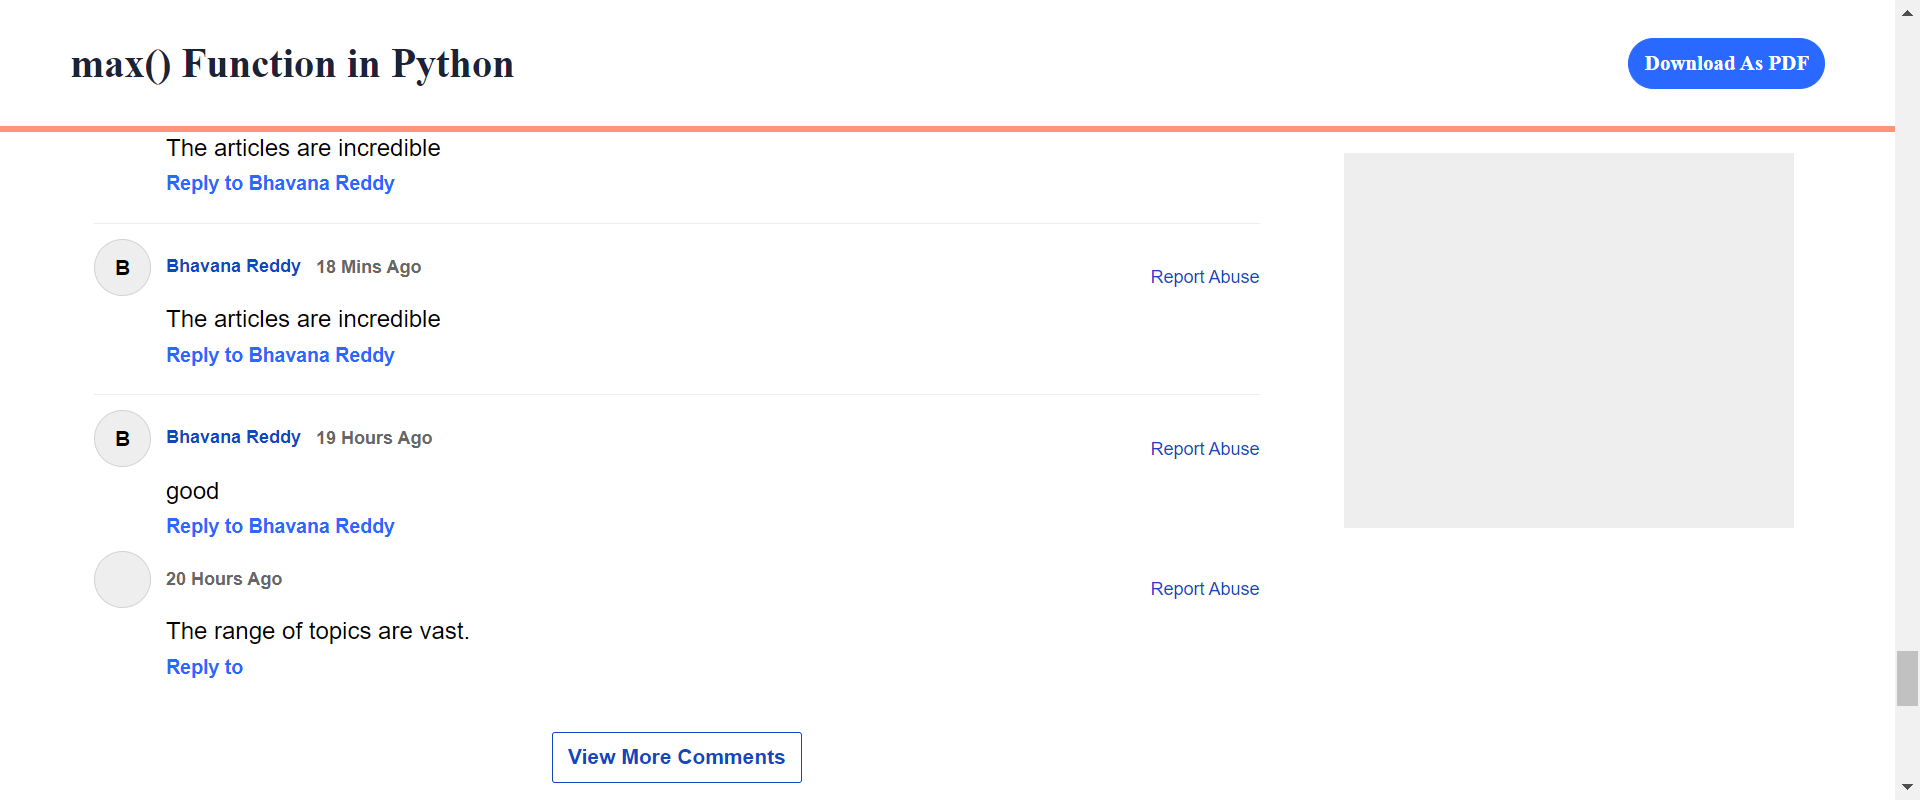 max() Function in Python
Download As PDF
The articles are incredible
Reply to Bhavana Reddy
B
Bhavana Reddy 18 Mins Ago
Report Abuse
The articles are incredible
Reply to Bhavana Reddy
B
Bhavana Reddy 19 Hours Ago
Report Abuse
good
Reply to Bhavana Reddy
20 Hours Ago
Report Abuse
The range of topics are vast.
Reply to
View More Comments